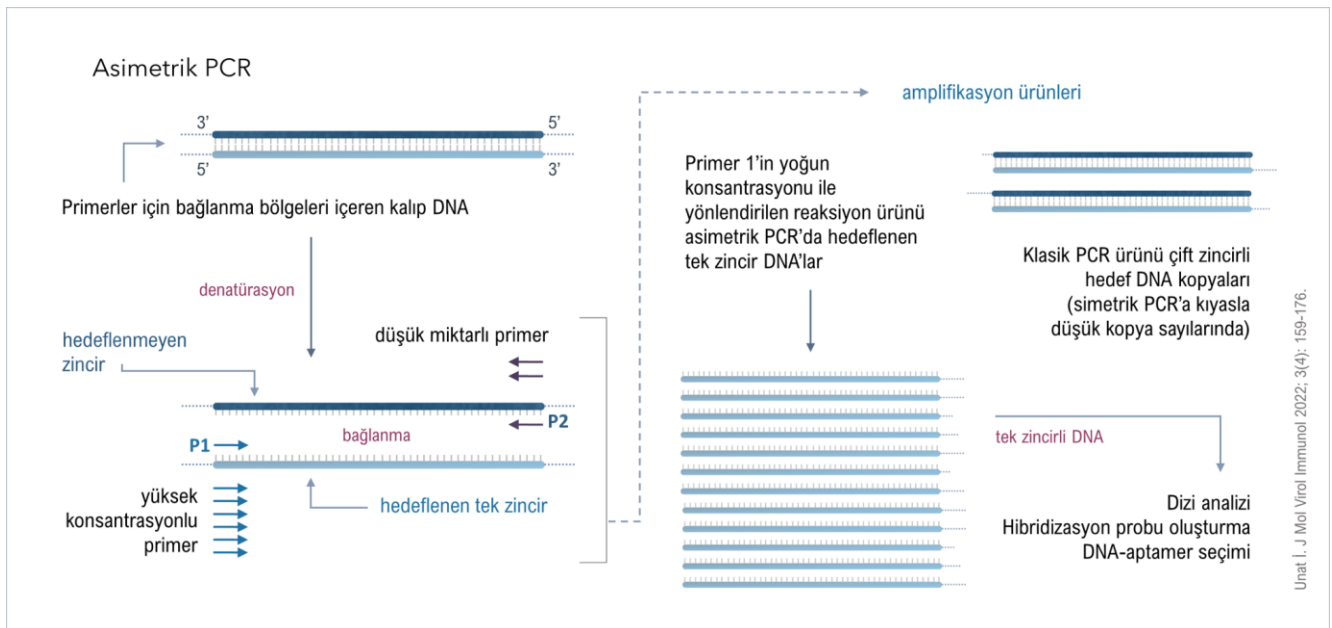 Asimetrik PCR
3’
5’
5’
3’
Primerler için bağlanma bölgeleri içeren kalıp DNA
denatürasyon
hedeflenmeyen
zincir
düşük miktarlı primer
P1
bağlanma
P2
yüksek
konsantrasyonlu
primer
hedeflenen tek zincir
amplifikasyon ürünleri
Primer 1’in yoğun
konsantrasyonu ile
yönlendirilen reaksiyon ürünü
asimetrik PCR’da hedeflenen
tek zincir DNA’lar
Klasik PCR ürünü çift zincirli
hedef DNA kopyaları
(simetrik PCR’a kıyasla
düşük kopya sayılarında)
tek zincirli DNA
Dizi analizi
Hibridizasyon probu oluşturma
DNA-aptamer seçimi
Unat İ. J Mol Virol Immunol 2022; 3(4): 159-176.